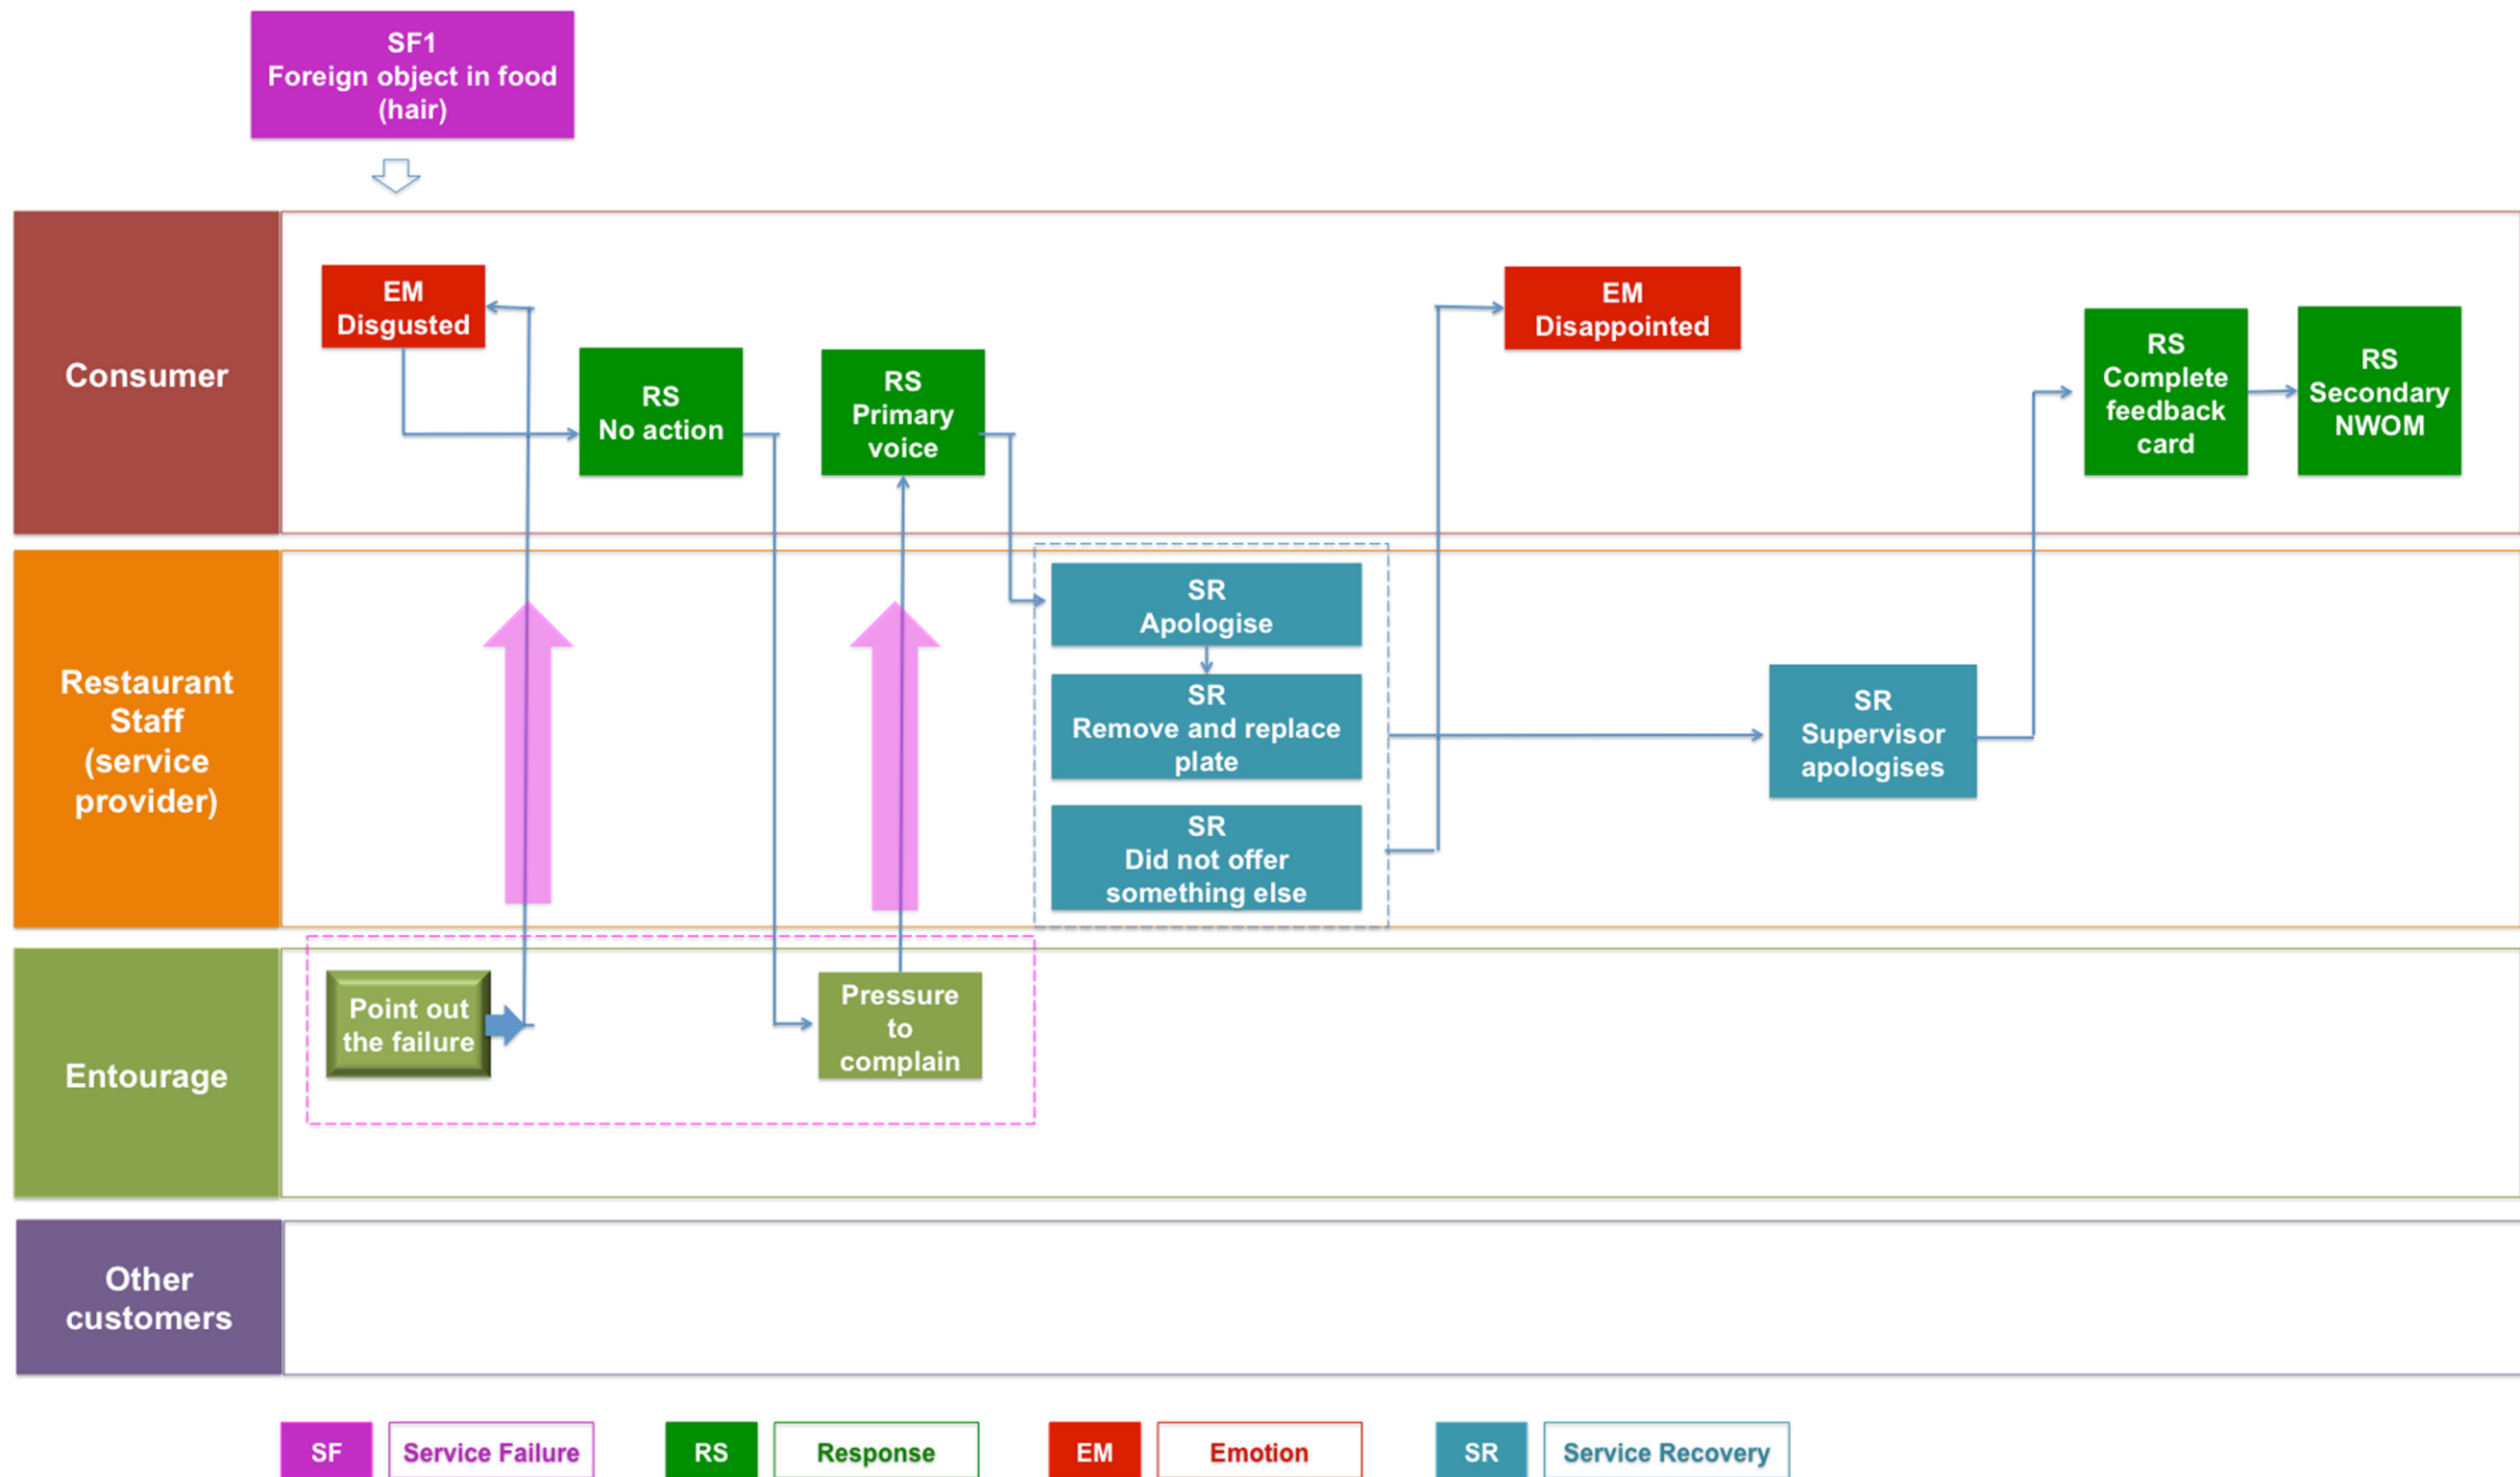 SF1
Foreign object in food
(hair)
Consumer
EM
Disgusted
RS
No action
RS
Primary
voice
EM
Disappointed
RS
Complete
feedback
card
RS
Secondary
NWOM
Restaurant
Staff
(service
provider)
SR
Apologise
SR
Remove and replace
plate
SR
Did not offer
something else
SR
Supervisor
apologises
Entourage
Point out
the failure
Pressure
to
complain
Other
customers
SF
Service Failure
RS
Response
EM
Emotion
SR
Service Recovery